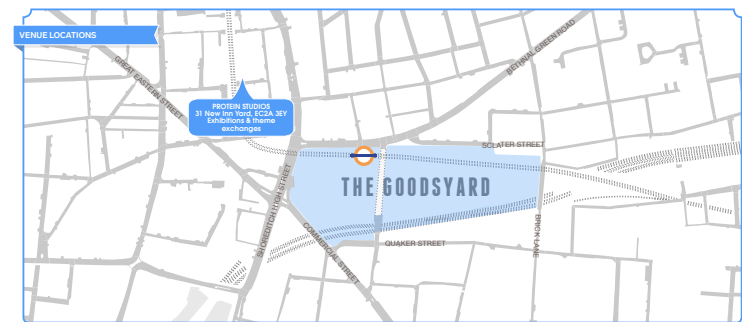 VENUE LOCATIONS
GREAT EASTERN STREET
BETHNAL GREEN ROAD
PROTEIN STUDIOS
31 New Inn Yard, EC2A 3EY
Exhibitions & theme
exchanges
SCLATER STREET
THE GOODSYARD
SHOREDITCH HIGH STREET
COMMERCIAL STREET
QUAKER STREET
BRICK LANE